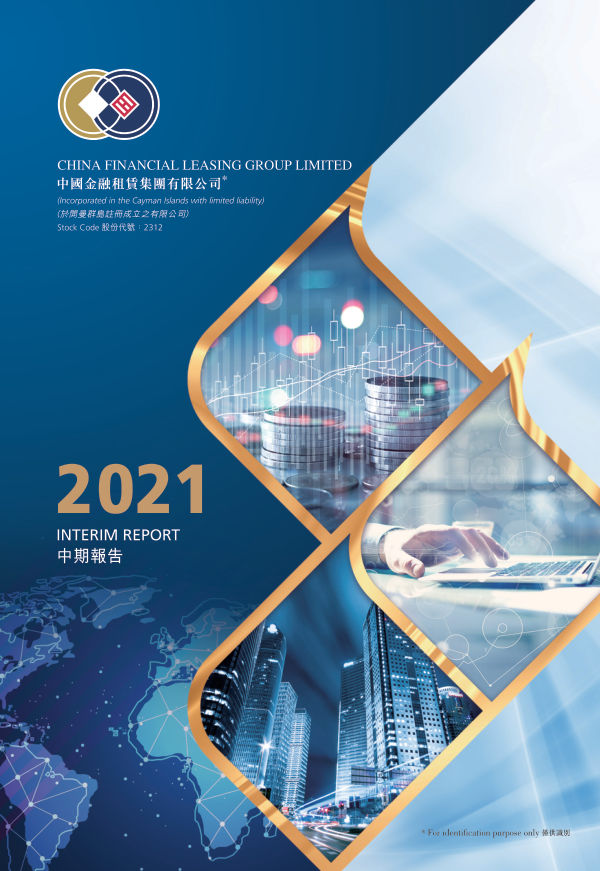 CHINA FINANCIAL LEASING GROUP LIMITED
中國金融租賃集團有限公司*
(Incorporated in the Cayman Islands with limited liability)
(於開曼群島註冊成立之有限公司)
Stock Code 股份代號：2312
2021
INTERIM REPORT
中期報告
* For identification purpose only 僅供識別